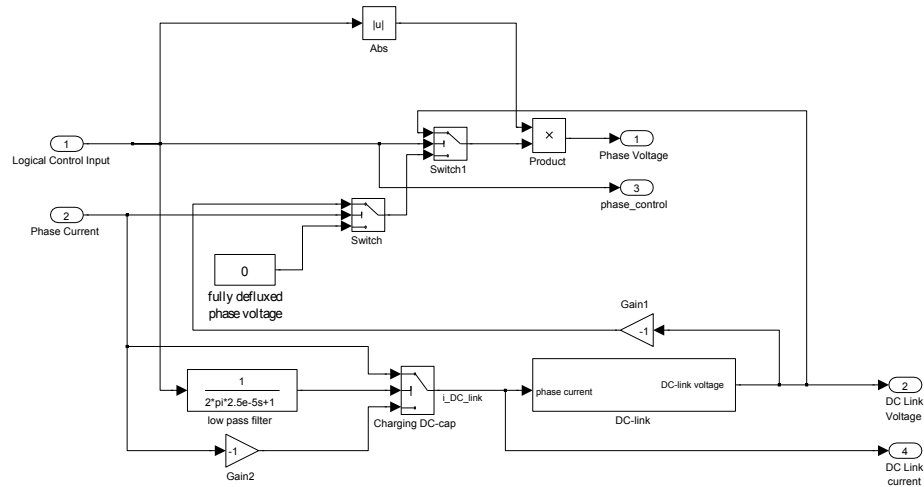 |u|
Abs
1
Logical Control Input
Switch1
×
Product
1
Phase Voltage
3
phase_control
2
Phase Current
Switch
0
fully defluxed
phase voltage
Gain1
-1
1
2*pi*2.5e-5s+1
low pass filter
Charging DC-cap
i_DC_link
phase current
DC-link voltage
DC-link
2
DC Link
Voltage
-1
Gain2
4
DC Link
current